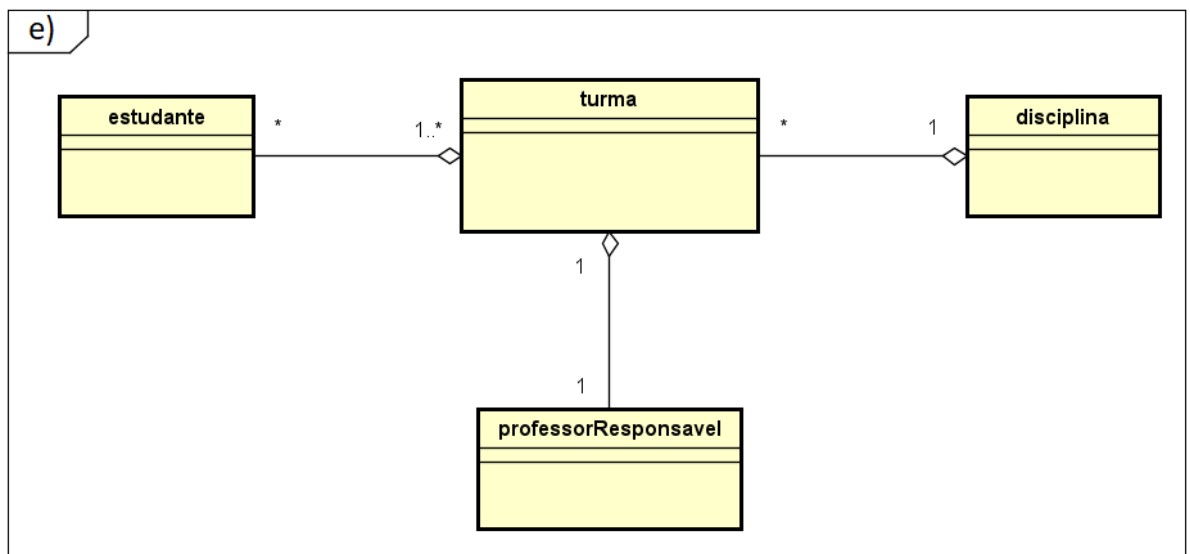 e)
estudante
*
1..*
turma
*
1
disciplina
1
1
professorResponsavel